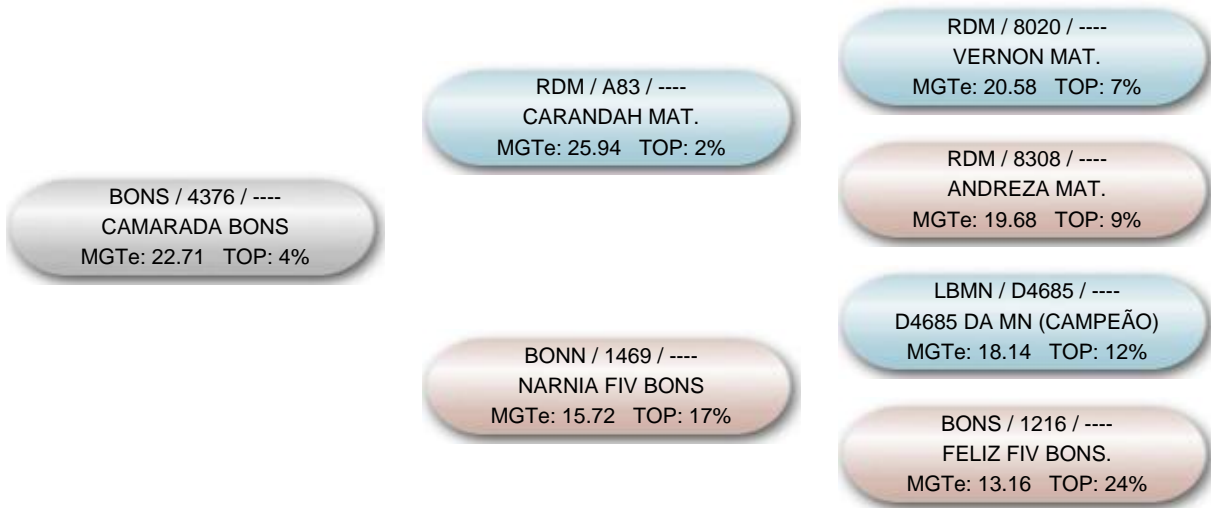 BONS / 4376 / ----
CAMARADA BONS
MGTe: 22.71 TOP: 4%
RDM / A83 / ----
CARANDAH MAT.
MGTe: 25.94 TOP: 2%
BONN / 1469 / ----
NARNIA FIV BONS
MGTe: 15.72 TOP: 17%
RDM / 8020 / ----
VERNON MAT.
MGTe: 20.58 TOP: 7%
RDM / 8308 / ----
ANDREZA MAT.
MGTe: 19.68 TOP: 9%
LBMN / D4685 / ----
D4685 DA MN (CAMPEÃO)
MGTe: 18.14 TOP: 12%
BONS / 1216 / ----
FELIZ FIV BONS.
MGTe: 13.16 TOP: 24%